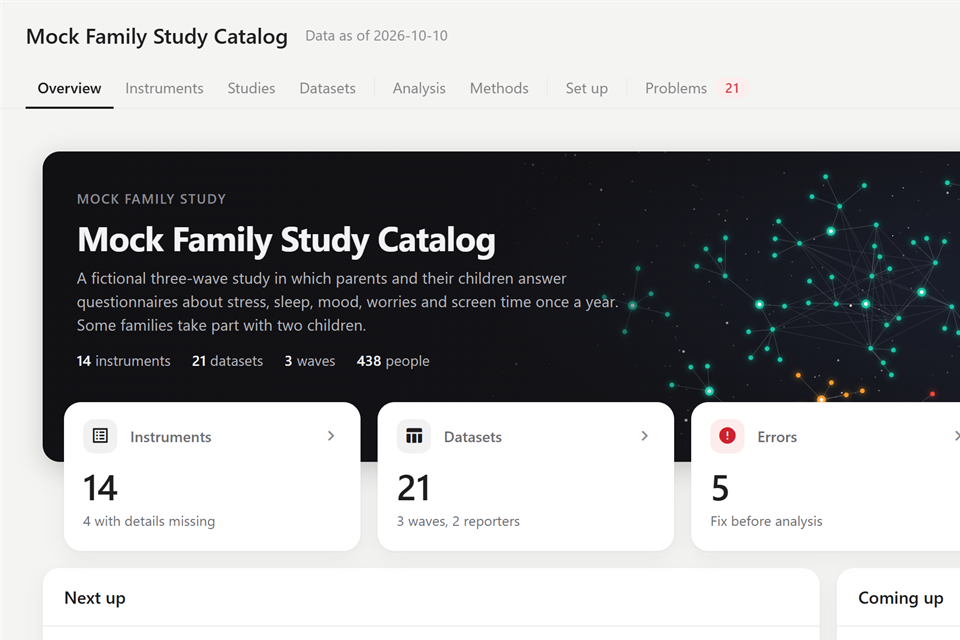 Mock Family Study Catalog Data as of 2026-10-10
Overview Instruments Studies Datasets Analysis Methods Set up Problems 21
MOCK FAMILY STUDY
Mock Family Study Catalog
A fictional three-wave study in which parents and their children answer
questionnaires about stress, sleep, mood, worries and screen time once a year.
Some families take part with two children.
14 instruments 21 datasets 3 waves 438 people
Instruments
14
4 with details missing
Datasets
21
3 waves, 2 reporters
Errors
5
Fix before analysis
Next up
Coming up